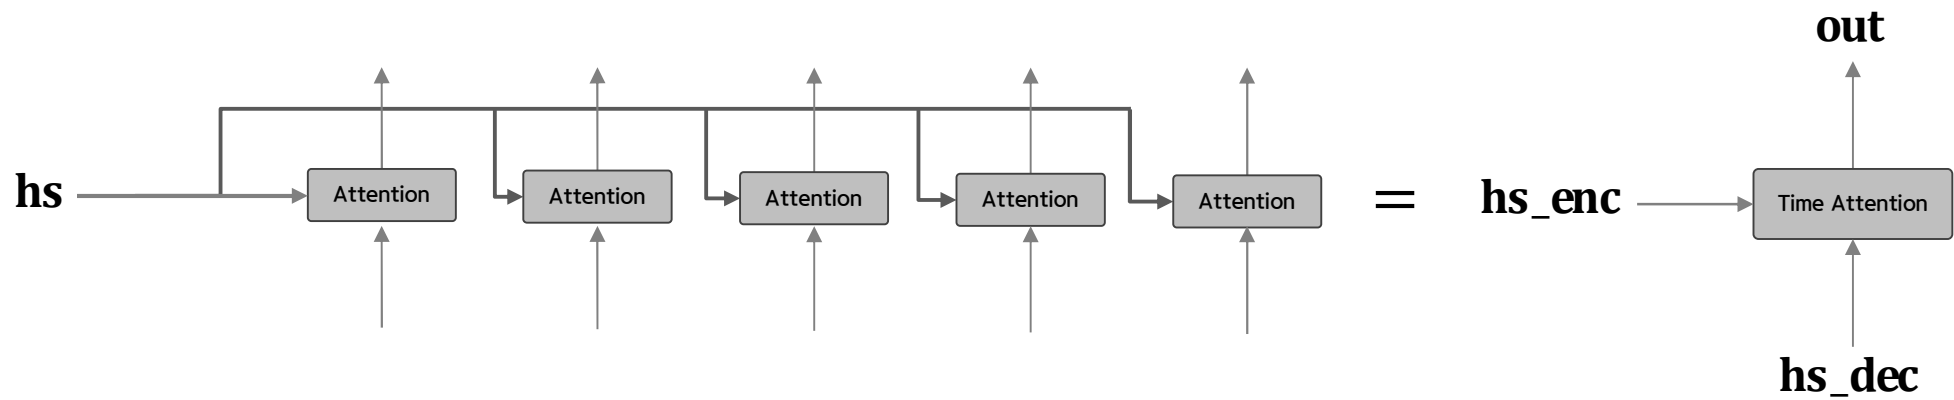 out
hs
Attention
Attention
Attention
Attention
Attention
=
hs_enc
Time Attention
hs_dec